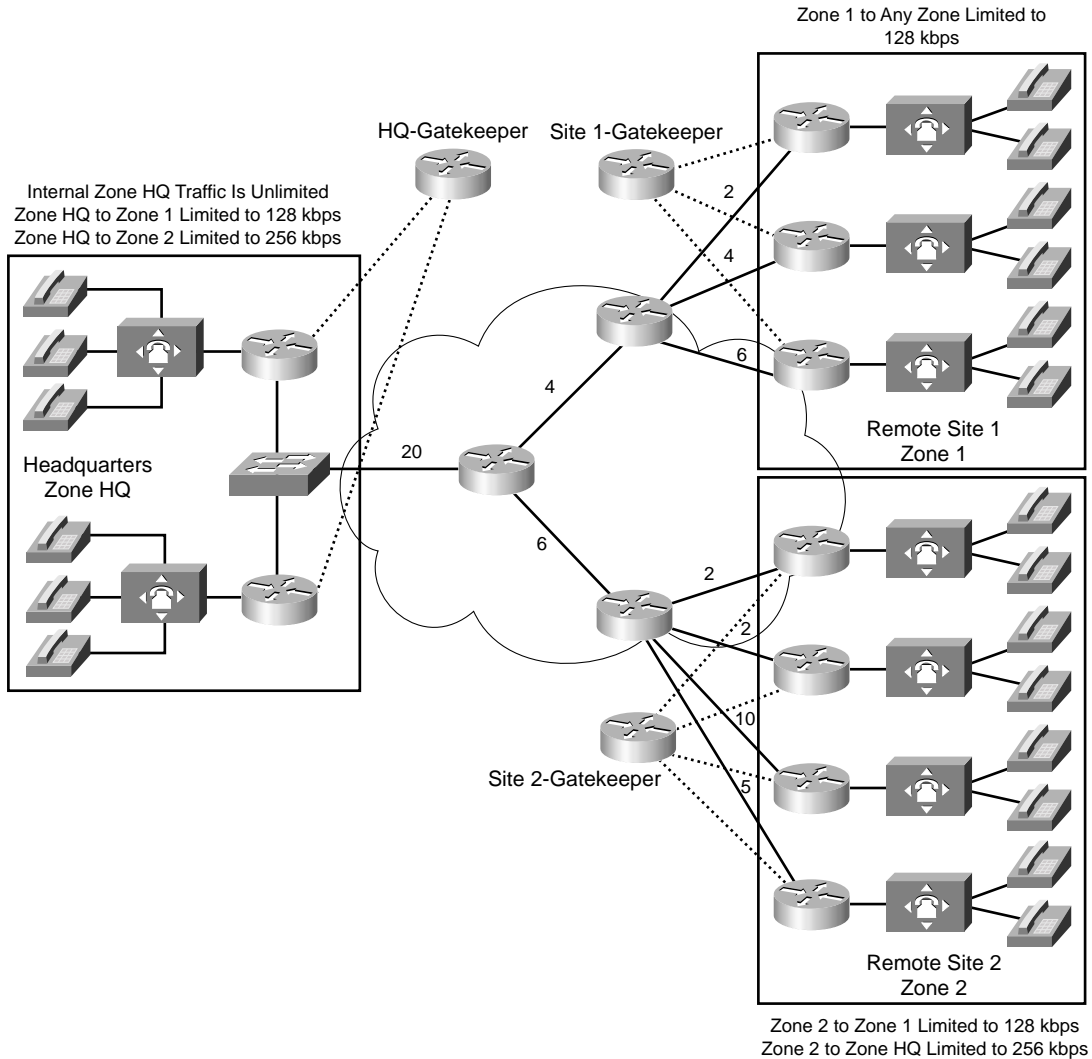 Zone 1 to Any Zone Limited to
128 kbps
HQ-Gatekeeper
Site 1-Gatekeeper
Internal Zone HQ Traffic Is Unlimited
Zone HQ to Zone 1 Limited to 128 kbps
Zone HQ to Zone 2 Limited to 256 kbps
2
4
6
4
Remote Site 1
Zone 1
Headquarters
Zone HQ
20
6
2
2
10
5
Site 2-Gatekeeper
Remote Site 2
Zone 2
Zone 2 to Zone 1 Limited to 128 kbps
Zone 2 to Zone HQ Limited to 256 kbps